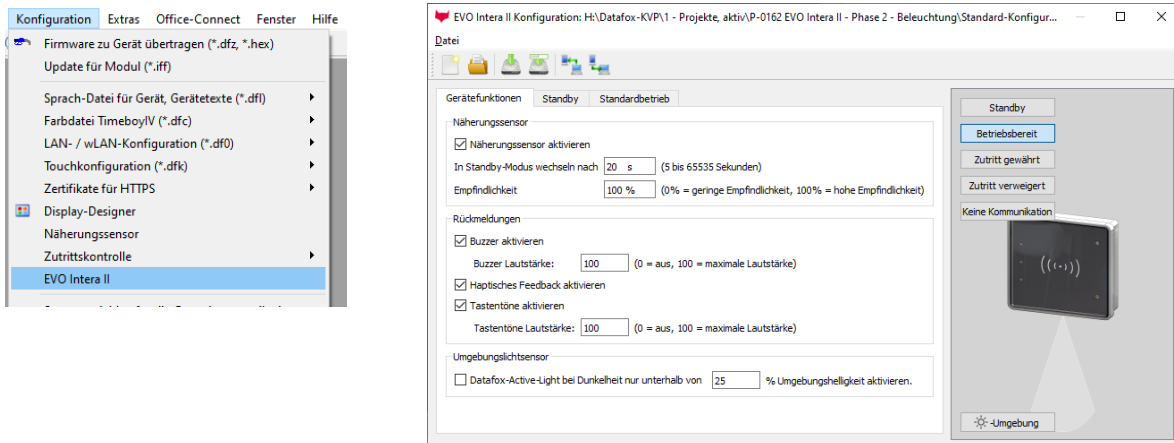 Konfiguration Extras Office-Connect Fenster Hilfe
Firmware zu Gerät übertragen (*.dfz, *.hex)
Update für Modul (*.iff)
Sprach-Datei für Gerät, Gerätetexte (*.dfl)
Farbdatei TimeboyIV (*.dfc)
LAN- / wLAN-Konfiguration (*.df0)
Touchkonfiguration (*.dfk)
Zertifikate für HTTPS
Display-Designer
Näherungssensor
Zutrittskontrolle
EVO Intera II
EVO Intera II Konfiguration: H:\Datafox-KVP\1 - Projekte, aktiv\P-0162 EVO Intera II - Phase 2 - Beleuchtung\Standard-Konfigur...
Datei
Gerätefunktionen Standby Standardbetrieb
Näherungssensor
Näherungssensor aktivieren
In Standby-Modus wechseln nach 20 s (5 bis 65535 Sekunden)
Empfindlichkeit 100 % (0% = geringe Empfindlichkeit, 100% = hohe Empfindlichkeit)
Rückmeldungen
Buzzer aktivieren
Buzzer Lautstärke: 100 (0 = aus, 100 = maximale Lautstärke)
Haptisches Feedback aktivieren
Tastentöne aktivieren
Tastentöne Lautstärke: 100 (0 = aus, 100 = maximale Lautstärke)
Umgebungslichtsensor
Datafox-Active-Light bei Dunkelheit nur unterhalb von 25 % Umgebungshelligkeit aktivieren.
Standby
Betriebsbereit
Zutritt gewährt
Zutritt verweigert
Keine Kommunikation
-Umgebung